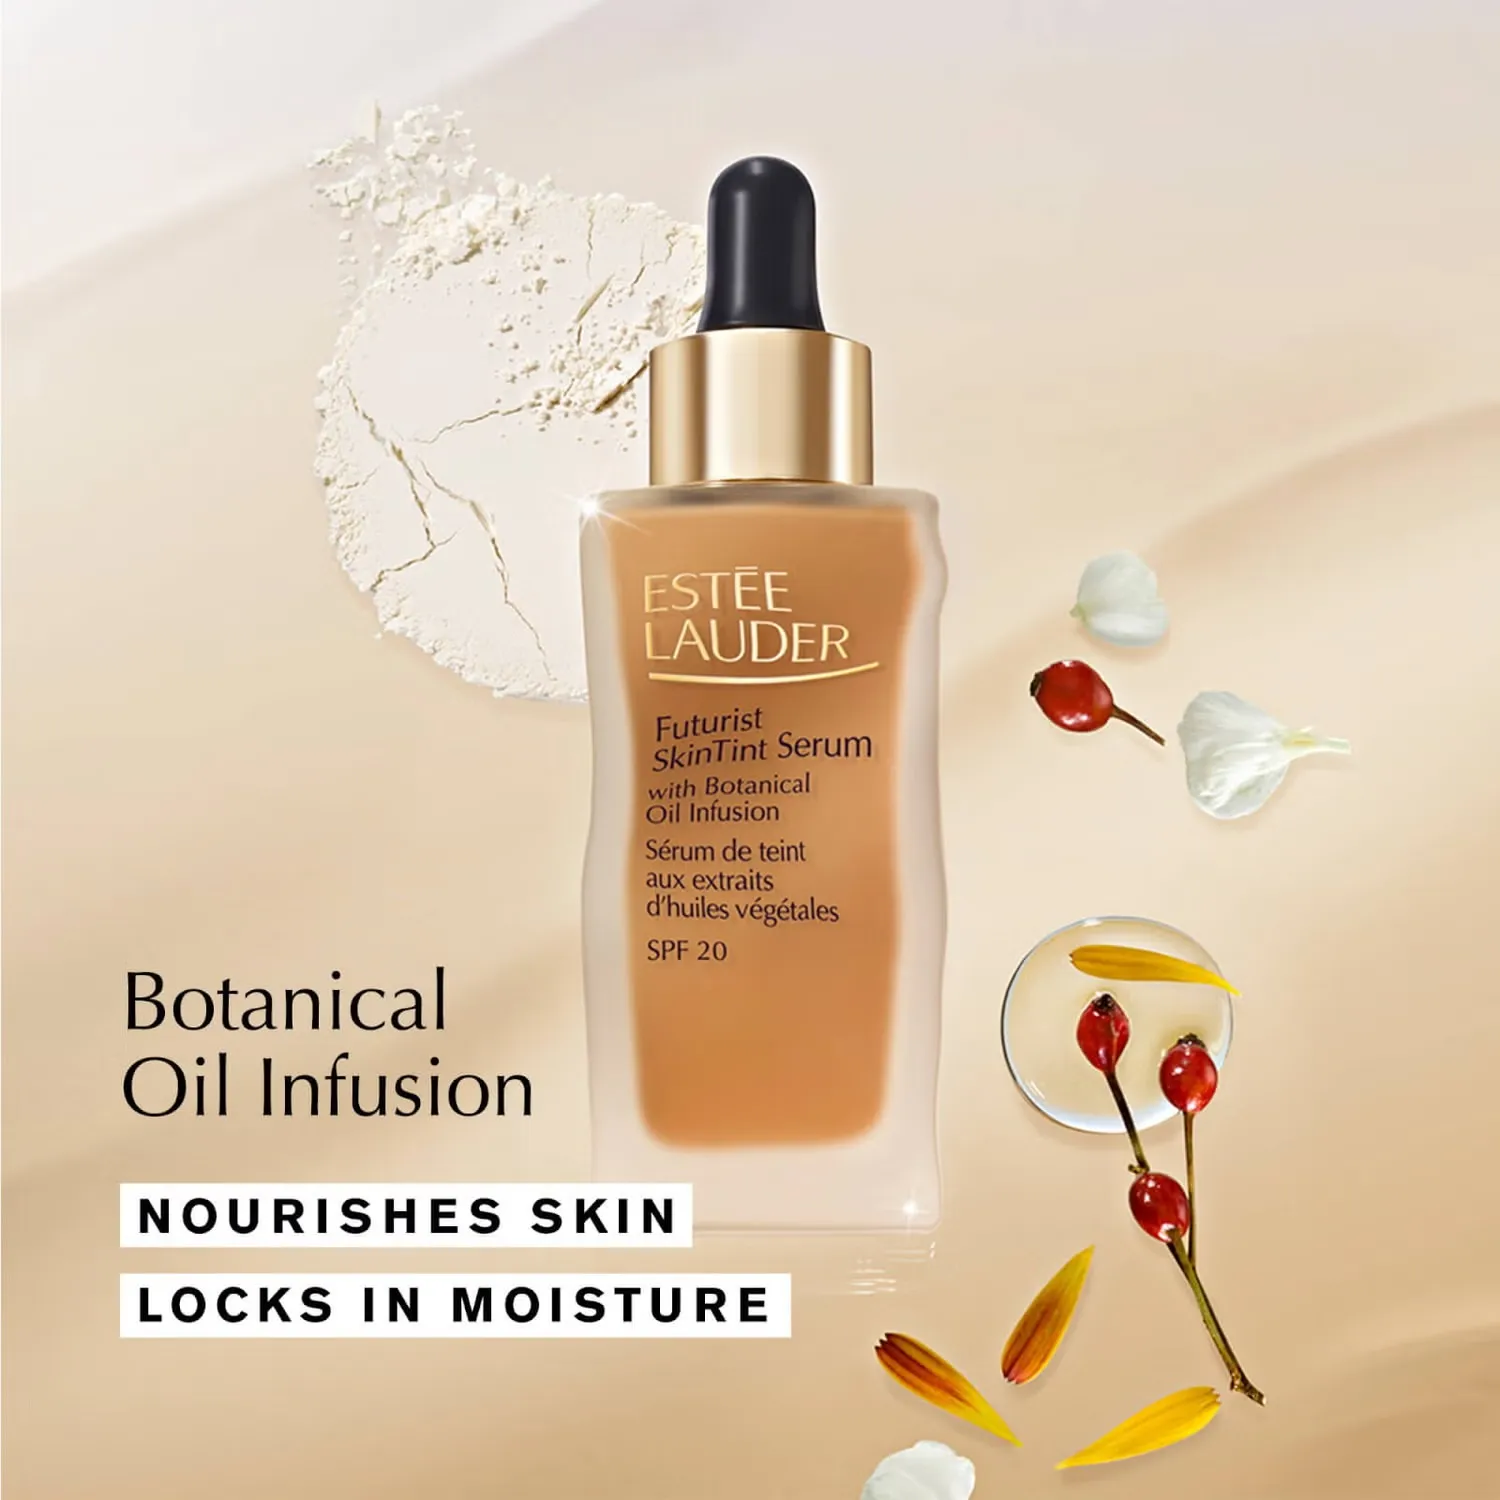 ESTĒE
LAUDER
Futurist
SkinTint Serum
with Botanical
Oil Infusion
Sérum de teint
aux extraits
d'huiles végétales
SPF 20
Botanical
Oil Infusion
NOURISHES SKIN
LOCKS IN MOISTURE